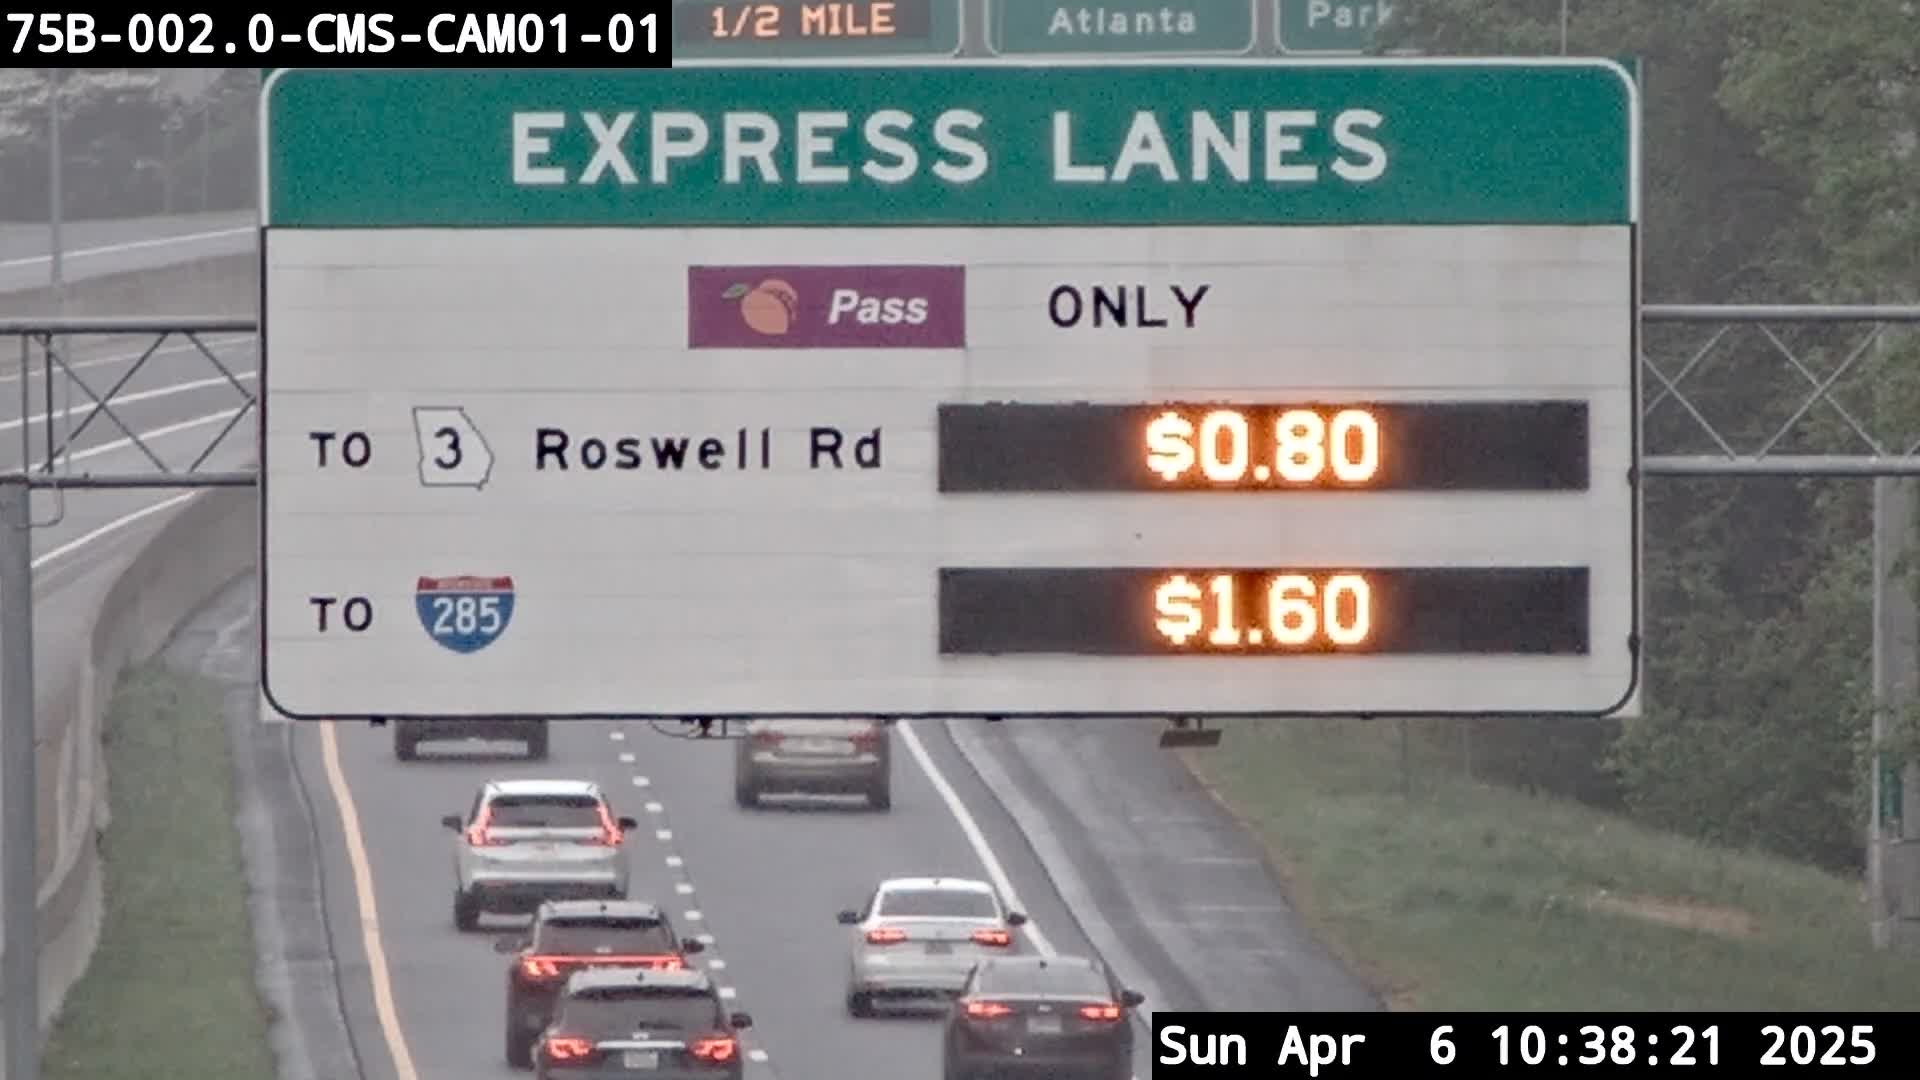 75B-002.0-CMS-CAM01-01
1/2 MILE
Atlanta
Park
EXPRESS LANES
Pass ONLY
TO 3 Roswell Rd $0.80
TO 285 $1.60
Sun Apr 6 10:38:21 2025